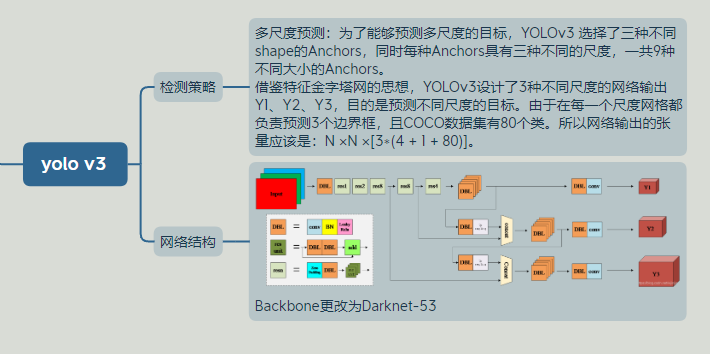 yolo v3
检测策略
多尺度预测：为了能够预测多尺度的目标，YOLOv3 选择了三种不同
shape的Anchors，同时每种Anchors具有三种不同的尺度，一共9种
不同大小的Anchors。
借鉴特征金字塔网的思想，YOLOv3设计了3种不同尺度的网络输出
Y1、Y2、Y3，目的是预测不同尺度的目标。由于在每一个尺度网格都
负责预测3个边界框，且COCO数据集有80个类。所以网络输出的张
量应该是：N ×N ×[3*(4 + 1 + 80)]。
网络结构
DBL res1 res2 res8 res8 res4 DBL DBL conv Y1
DBL concat DBL DBL conv Y2
DBL Concat DBL DBL conv Y3
DBL = conv BN Leaky
= DBL DBL add
= DBL
Backbone更改为Darknet-53